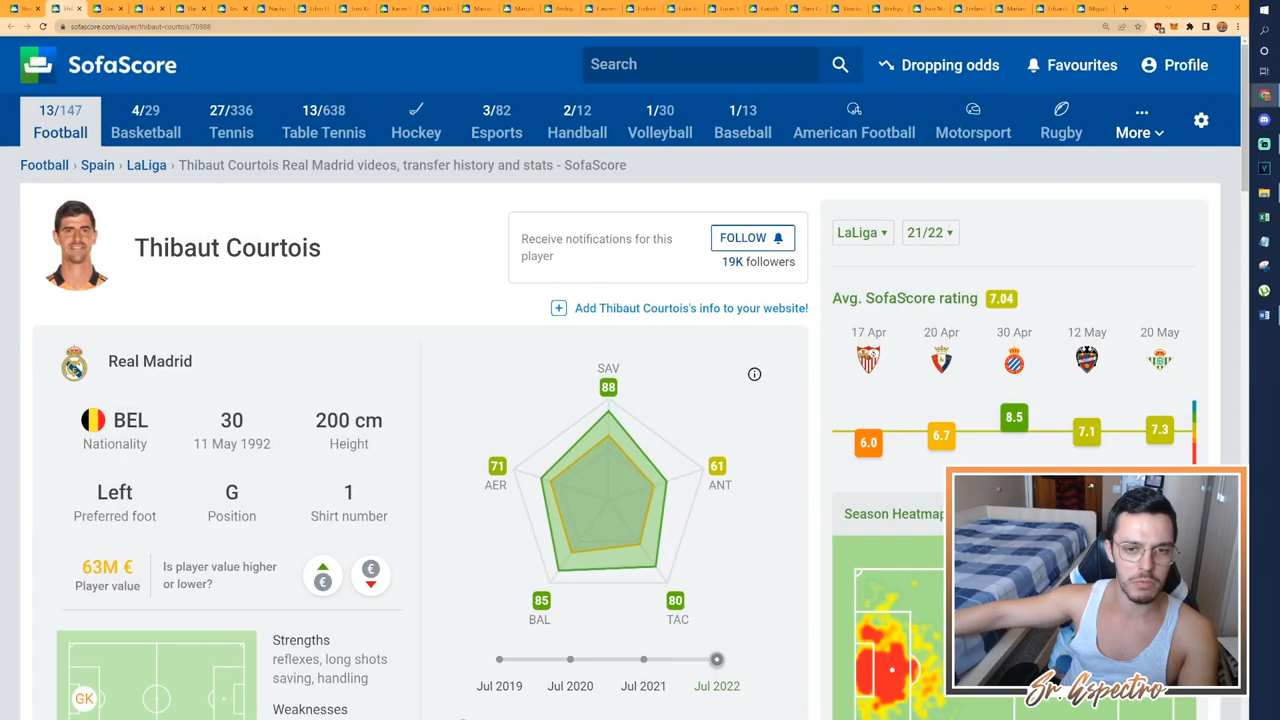 sofascore.com/player/thibaut-courtois/70988
SofaScore
Search
Dropping odds
Favourites
Profile
13/147
Football
4/29
Basketball
27/336
Tennis
13/638
Table Tennis
Hockey
3/82
Esports
2/12
Handball
1/30
Volleyball
1/13
Baseball
American Football
Motorsport
Rugby
More
Football › Spain › LaLiga › Thibaut Courtois Real Madrid videos, transfer history and stats - SofaScore
Thibaut Courtois
Receive notifications for this
player
FOLLOW
19K followers
Add Thibaut Courtois's info to your website!
Real Madrid
BEL
Nationality
30
11 May 1992
200 cm
Height
Left
Preferred foot
G
Position
1
Shirt number
63M €
Player value
Is player value higher
or lower?
€
€
SAV
88
71
AER
61
ANT
85
BAL
80
TAC
Jul 2019
Jul 2020
Jul 2021
Jul 2022
GK
Strengths
reflexes, long shots
saving, handling
Weaknesses
LaLiga
21/22
Avg. SofaScore rating 7.04
17 Apr
20 Apr
30 Apr
12 May
20 May
6.0
6.7
8.5
7.1
7.3
Season Heatmap
Sr. Espectro